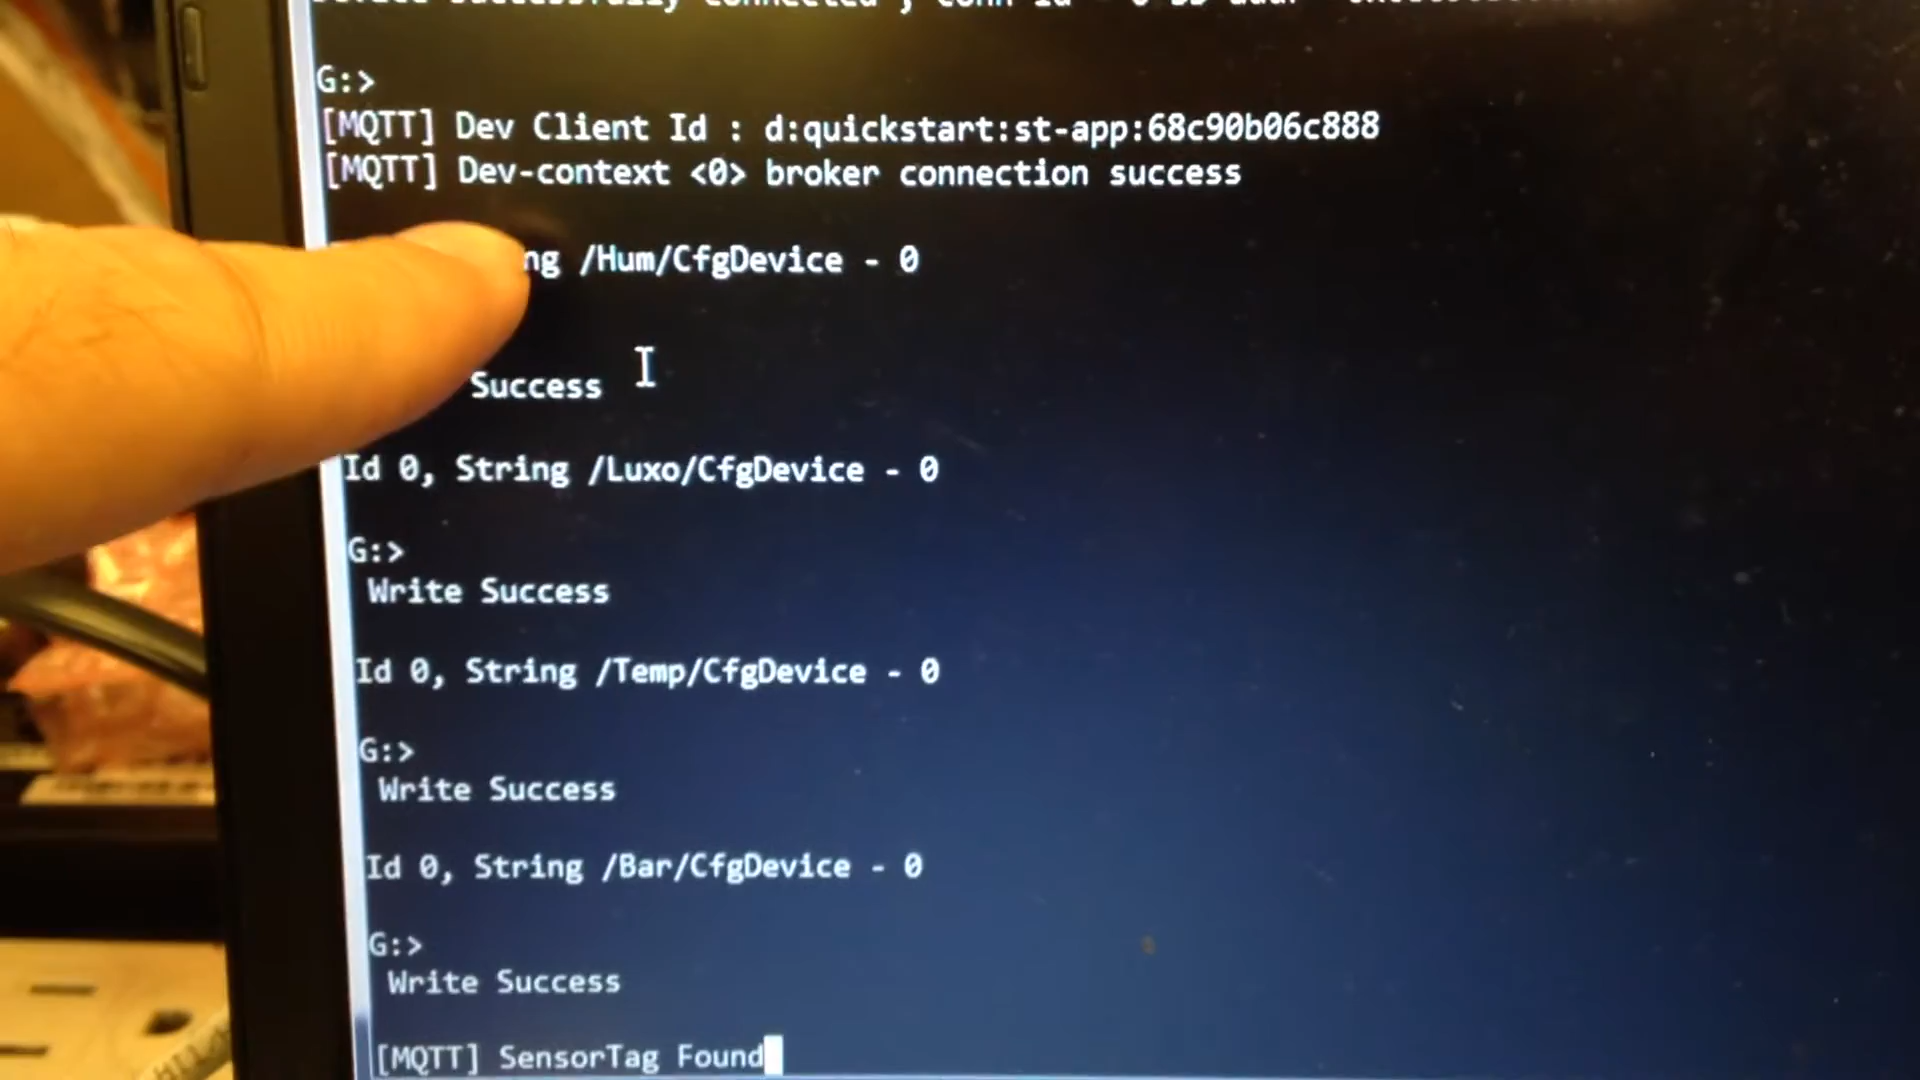 G:>
[MQTT] Dev Client Id : d:quickstart:st-app:68c90b06c888
[MQTT] Dev-context <0> broker connection success
/Hum/CfgDevice - 0
Success
Id 0, String /Luxo/CfgDevice - 0
G:>
Write Success
Id 0, String /Temp/CfgDevice - 0
G:>
Write Success
Id 0, String /Bar/CfgDevice - 0
G:>
Write Success
[MQTT] SensorTag Found